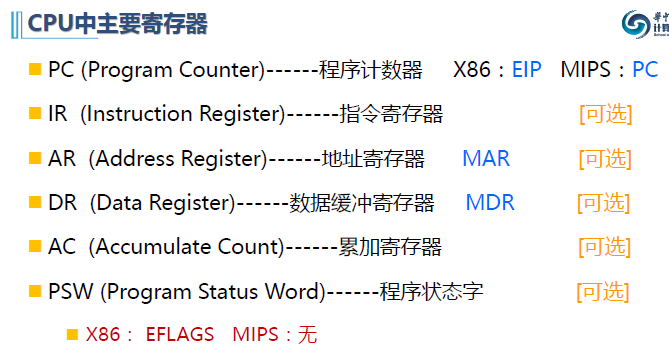 CPU中主要寄存器
PC (Program Counter)------程序计数器 X86：EIP MIPS：PC
IR (Instruction Register)------指令寄存器 [可选]
AR (Address Register)------地址寄存器 MAR [可选]
DR (Data Register)------数据缓冲寄存器 MDR [可选]
AC (Accumulate Count)------累加寄存器 [可选]
PSW (Program Status Word)------程序状态字 [可选]
X86： EFLAGS MIPS：无